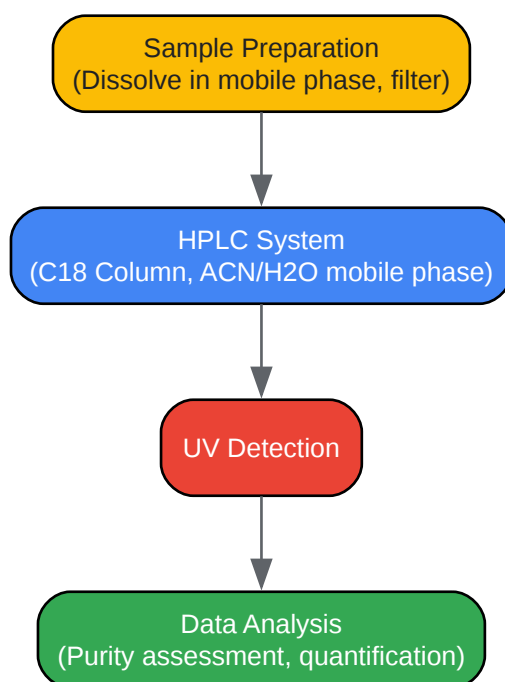 Sample Preparation
(Dissolve in mobile phase, filter)
HPLC System
(C18 Column, ACN/H2O mobile phase)
UV Detection
Data Analysis
(Purity assessment, quantification)